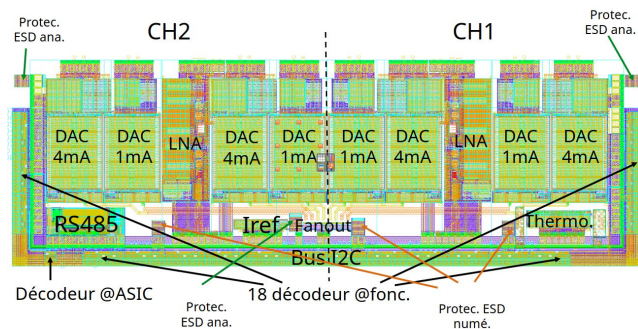 Protec.
ESD ana.
CH2
CH1
Protec.
ESD ana.
DAC
4mA
DAC
1mA
LNA
DAC
4mA
DAC
1mA
DAC
1mA
DAC
4mA
LNA
DAC
1mA
DAC
4mA
RS485
Iref
Fanout
Thermo.
Bus I2C
Décodeur @ASIC
18 décodeur @fonc.
Protec.
ESD ana.
Protec. ESD
numé.